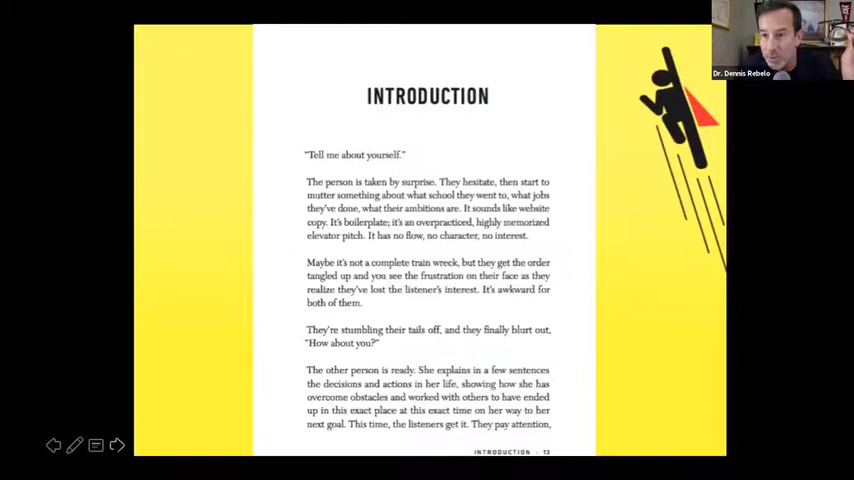 Dr. Dennis Rebelo
INTRODUCTION
“Tell me about yourself.”
The person is taken by surprise. They hesitate, then start to
mutter something about what school they went to, what jobs
they’ve done, what their ambitions are. It sounds like website
copy. It’s boilerplate; it’s an overpracticed, highly memorized
elevator pitch. It has no flow, no character, no interest.
Maybe it’s not a complete train wreck, but they get the order
tangled up and you see the frustration on their face as they
realize they’ve lost the listener’s interest. It’s awkward for
both of them.
They’re stumbling their tails off, and they finally blurt out,
“How about you?”
The other person is ready. She explains in a few sentences
the decisions and actions in her life, showing how she has
overcome obstacles and worked with others to have ended
up in this exact place at this exact time on her way to her
next goal. This time, the listeners get it. They pay attention,
INTRODUCTION · 13